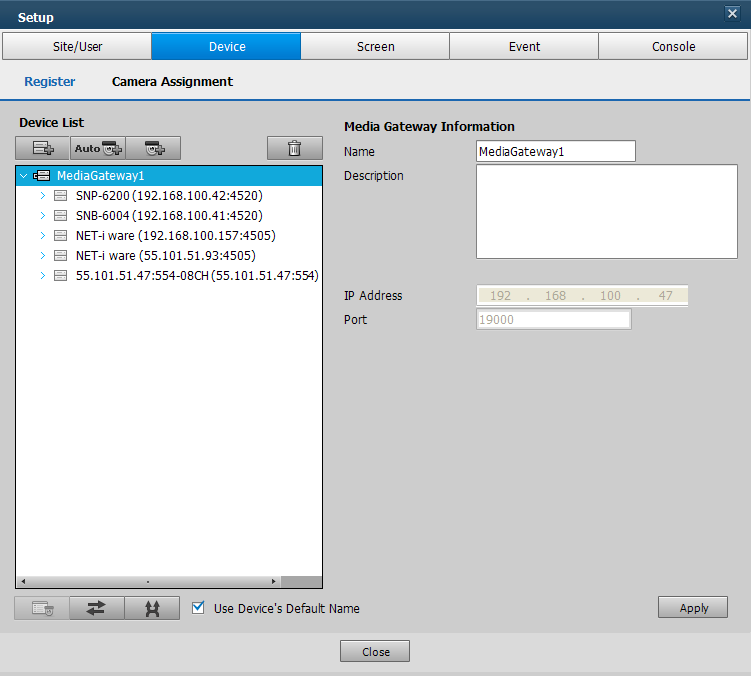 Setup
Site/User Device Screen Event Console
Register Camera Assignment
Device List
Auto
MediaGateway1
SNP-6200 (192.168.100.42:4520)
SNB-6004 (192.168.100.41:4520)
NET-i ware (192.168.100.157:4505)
NET-i ware (55.101.51.93:4505)
55.101.51.47:554-08CH (55.101.51.47:554)
Use Device's Default Name
Media Gateway Information
Name MediaGateway1
Description
IP Address 192 . 168 . 100 . 47
Port 19000
Apply
Close